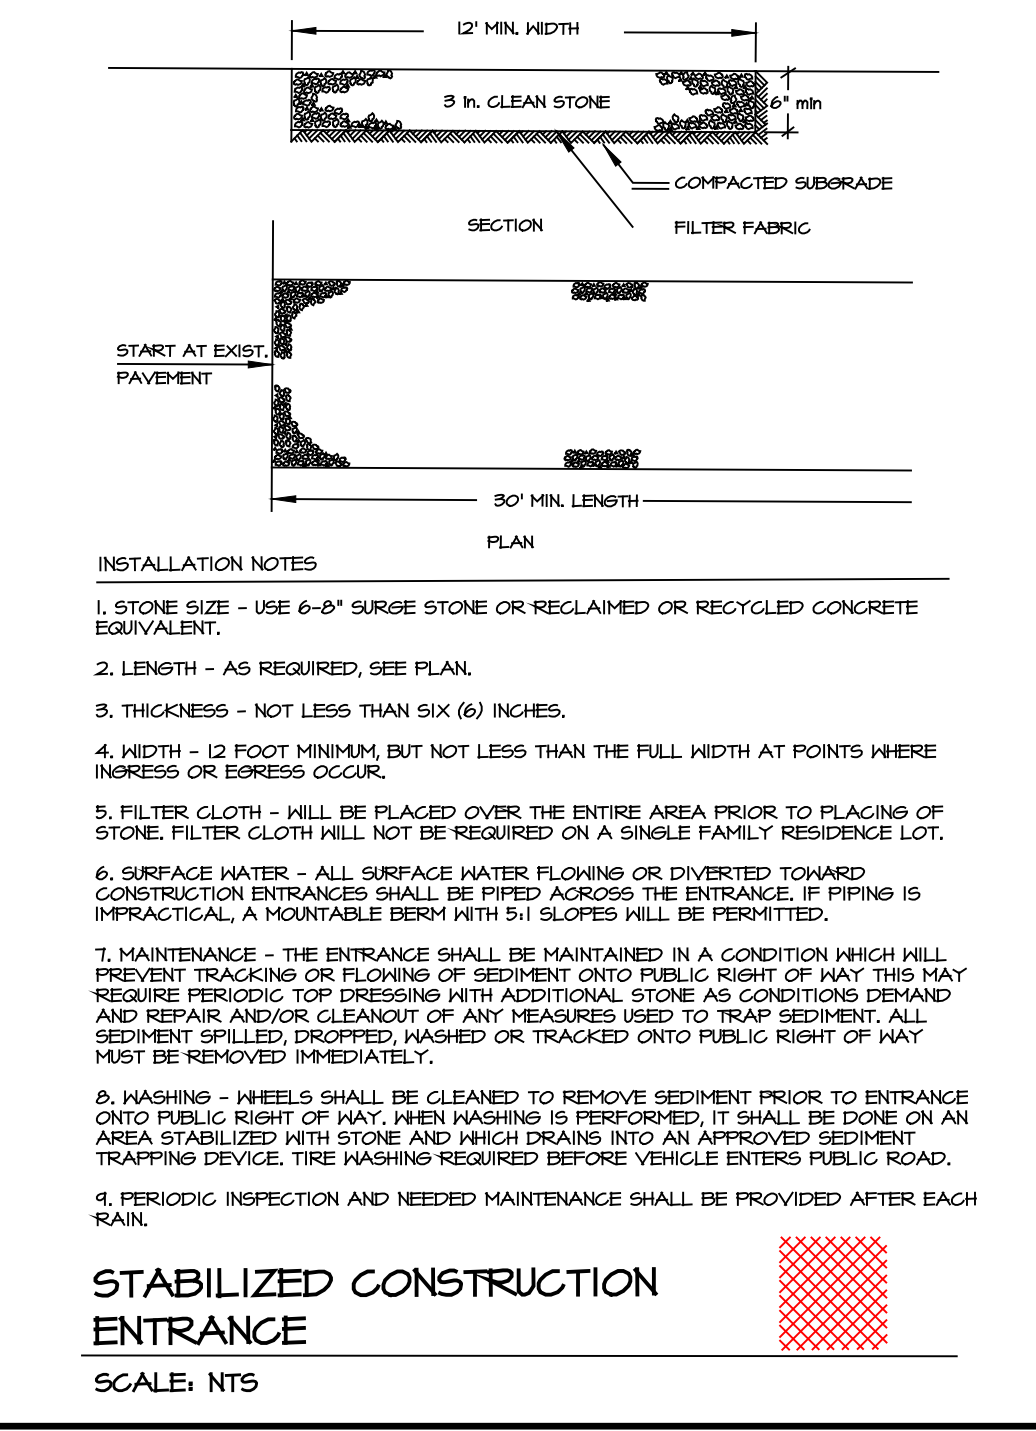 12' MIN. WIDTH
3 in. CLEAN STONE
6" min
COMPACTED SUBGRADE
SECTION
FILTER FABRIC
START AT EXIST.
PAVEMENT
30' MIN. LENGTH
PLAN
INSTALLATION NOTES
1. STONE SIZE - USE 6-8" SURGE STONE OR RECLAIMED OR RECYCLED CONCRETE
EQUIVALENT.
2. LENGTH - AS REQUIRED, SEE PLAN.
3. THICKNESS - NOT LESS THAN SIX (6) INCHES.
4. WIDTH - 12 FOOT MINIMUM, BUT NOT LESS THAN THE FULL WIDTH AT POINTS WHERE
INGRESS OR EGRESS OCCUR.
5. FILTER CLOTH - WILL BE PLACED OVER THE ENTIRE AREA PRIOR TO PLACING OF
STONE. FILTER CLOTH WILL NOT BE REQUIRED ON A SINGLE FAMILY RESIDENCE LOT.
6. SURFACE WATER - ALL SURFACE WATER FLOWING OR DIVERTED TOWARD
CONSTRUCTION ENTRANCES SHALL BE PIPED ACROSS THE ENTRANCE. IF PIPING IS
IMPRACTICAL, A MOUNTABLE BERM WITH 5:1 SLOPES WILL BE PERMITTED.
7. MAINTENANCE - THE ENTRANCE SHALL BE MAINTAINED IN A CONDITION WHICH WILL
PREVENT TRACKING OR FLOWING OF SEDIMENT ONTO PUBLIC RIGHT OF WAY THIS MAY
REQUIRE PERIODIC TOP DRESSING WITH ADDITIONAL STONE AS CONDITIONS DEMAND
AND REPAIR AND/OR CLEANOUT OF ANY MEASURES USED TO TRAP SEDIMENT. ALL
SEDIMENT SPILLED, DROPPED, WASHED OR TRACKED ONTO PUBLIC RIGHT OF WAY
MUST BE REMOVED IMMEDIATELY.
8. WASHING - WHEELS SHALL BE CLEANED TO REMOVE SEDIMENT PRIOR TO ENTRANCE
ONTO PUBLIC RIGHT OF WAY. WHEN WASHING IS PERFORMED, IT SHALL BE DONE ON AN
AREA STABILIZED WITH STONE AND WHICH DRAINS INTO AN APPROVED SEDIMENT
TRAPPING DEVICE. TIRE WASHING REQUIRED BEFORE VEHICLE ENTERS PUBLIC ROAD.
9. PERIODIC INSPECTION AND NEEDED MAINTENANCE SHALL BE PROVIDED AFTER EACH
RAIN.
STABILIZED CONSTRUCTION
ENTRANCE
SCALE: NTS